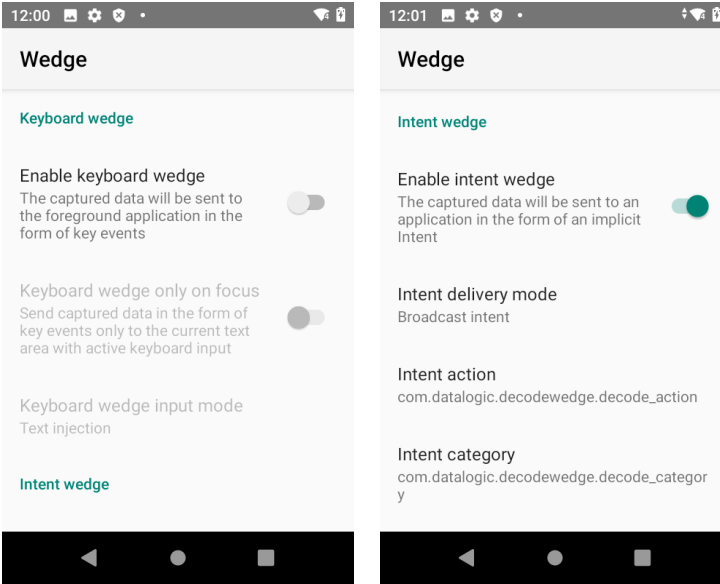 12:00
Wedge
Keyboard wedge
Enable keyboard wedge
The captured data will be sent to
the foreground application in the
form of key events
Keyboard wedge only on focus
Send captured data in the form of
key events only to the current text
area with active keyboard input
Keyboard wedge input mode
Text injection
Intent wedge
12:01
Wedge
Intent wedge
Enable intent wedge
The captured data will be sent to an
application in the form of an implicit
Intent
Intent delivery mode
Broadcast intent
Intent action
com.datalogic.decodewedge.decode_action
Intent category
com.datalogic.decodewedge.decode_categor
y